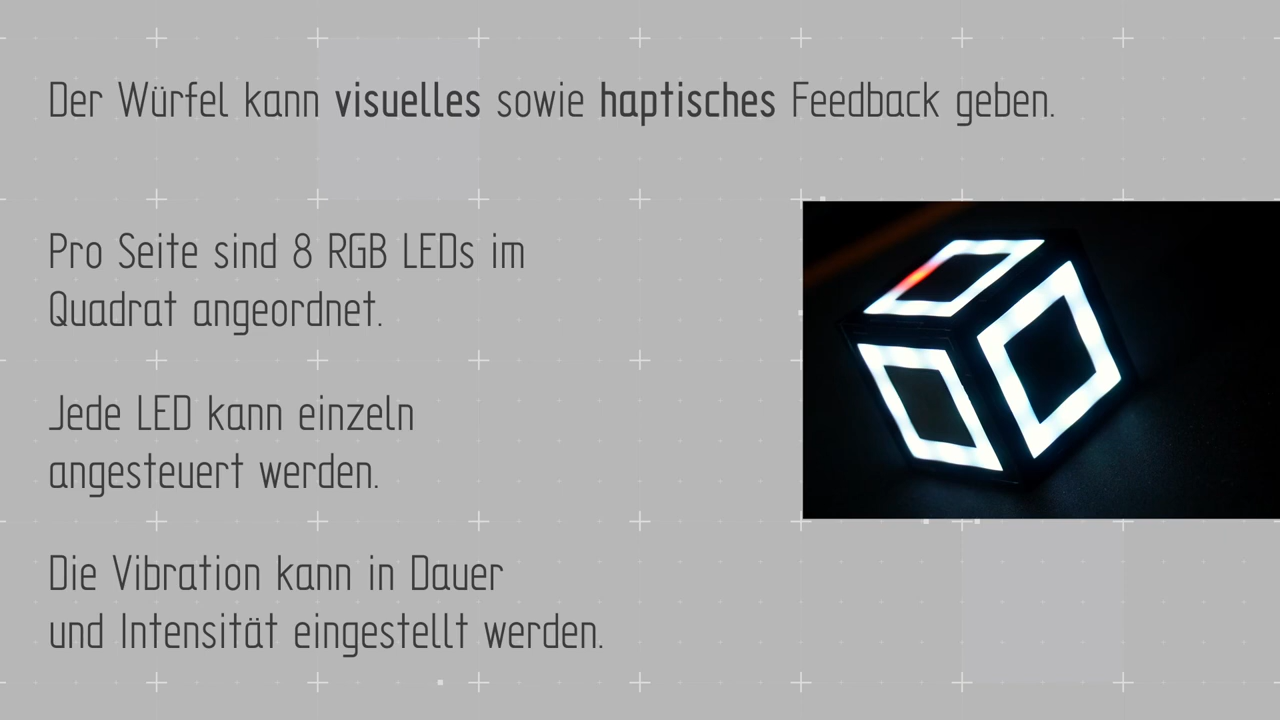 Der Würfel kann visuelles sowie haptisches Feedback geben.
Pro Seite sind 8 RGB LEDs im
Quadrat angeordnet.
Jede LED kann einzeln
angesteuert werden.
Die Vibration kann in Dauer
und Intensität eingestellt werden.